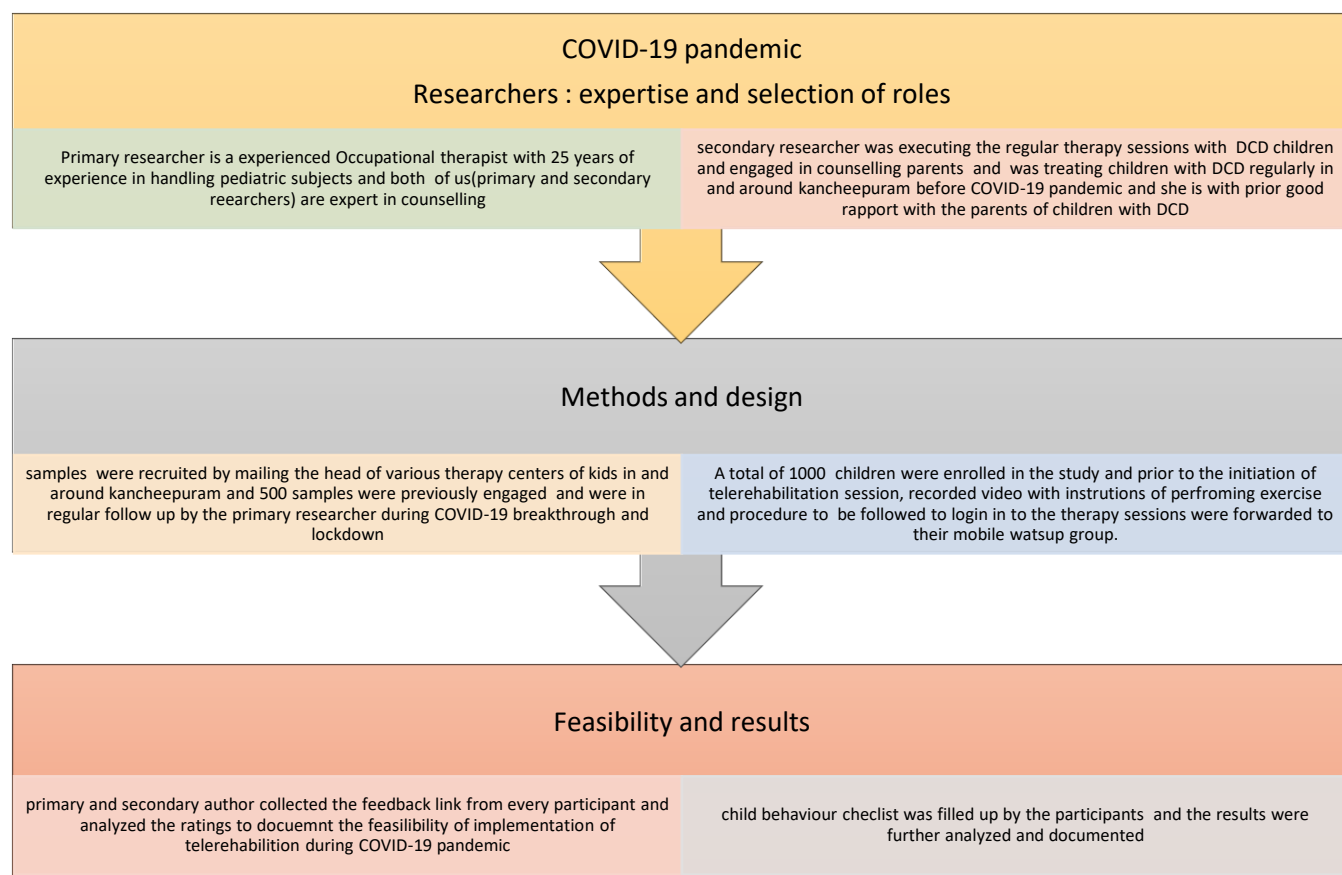 COVID-19 pandemic
Researchers : expertise and selection of roles
Primary researcher is a experienced Occupational therapist with 25 years of
experience in handling pediatric subjects and both of us(primary and secondary
reearchers) are expert in counselling
secondary researcher was executing the regular therapy sessions with DCD children
and engaged in counselling parents and was treating children with DCD regularly in
and around kancheepuram before COVID-19 pandemic and she is with prior good
rapport with the parents of children with DCD
Methods and design
samples were recruited by mailing the head of various therapy centers of kids in and
around kancheepuram and 500 samples were previously engaged and were in
regular follow up by the primary researcher during COVID-19 breakthrough and
lockdown
A total of 1000 children were enrolled in the study and prior to the initiation of
telerehabilitation session, recorded video with instrutions of perfroming exercise
and procedure to be followed to login in to the therapy sessions were forwarded to
their mobile watsup group.
Feasibility and results
primary and secondary author collected the feedback link from every participant and
analyzed the ratings to docuemnt the feasilibility of implementation of
telerehabilition during COVID-19 pandemic
child behaviour checlist was filled up by the participants and the results were
further analyzed and documented